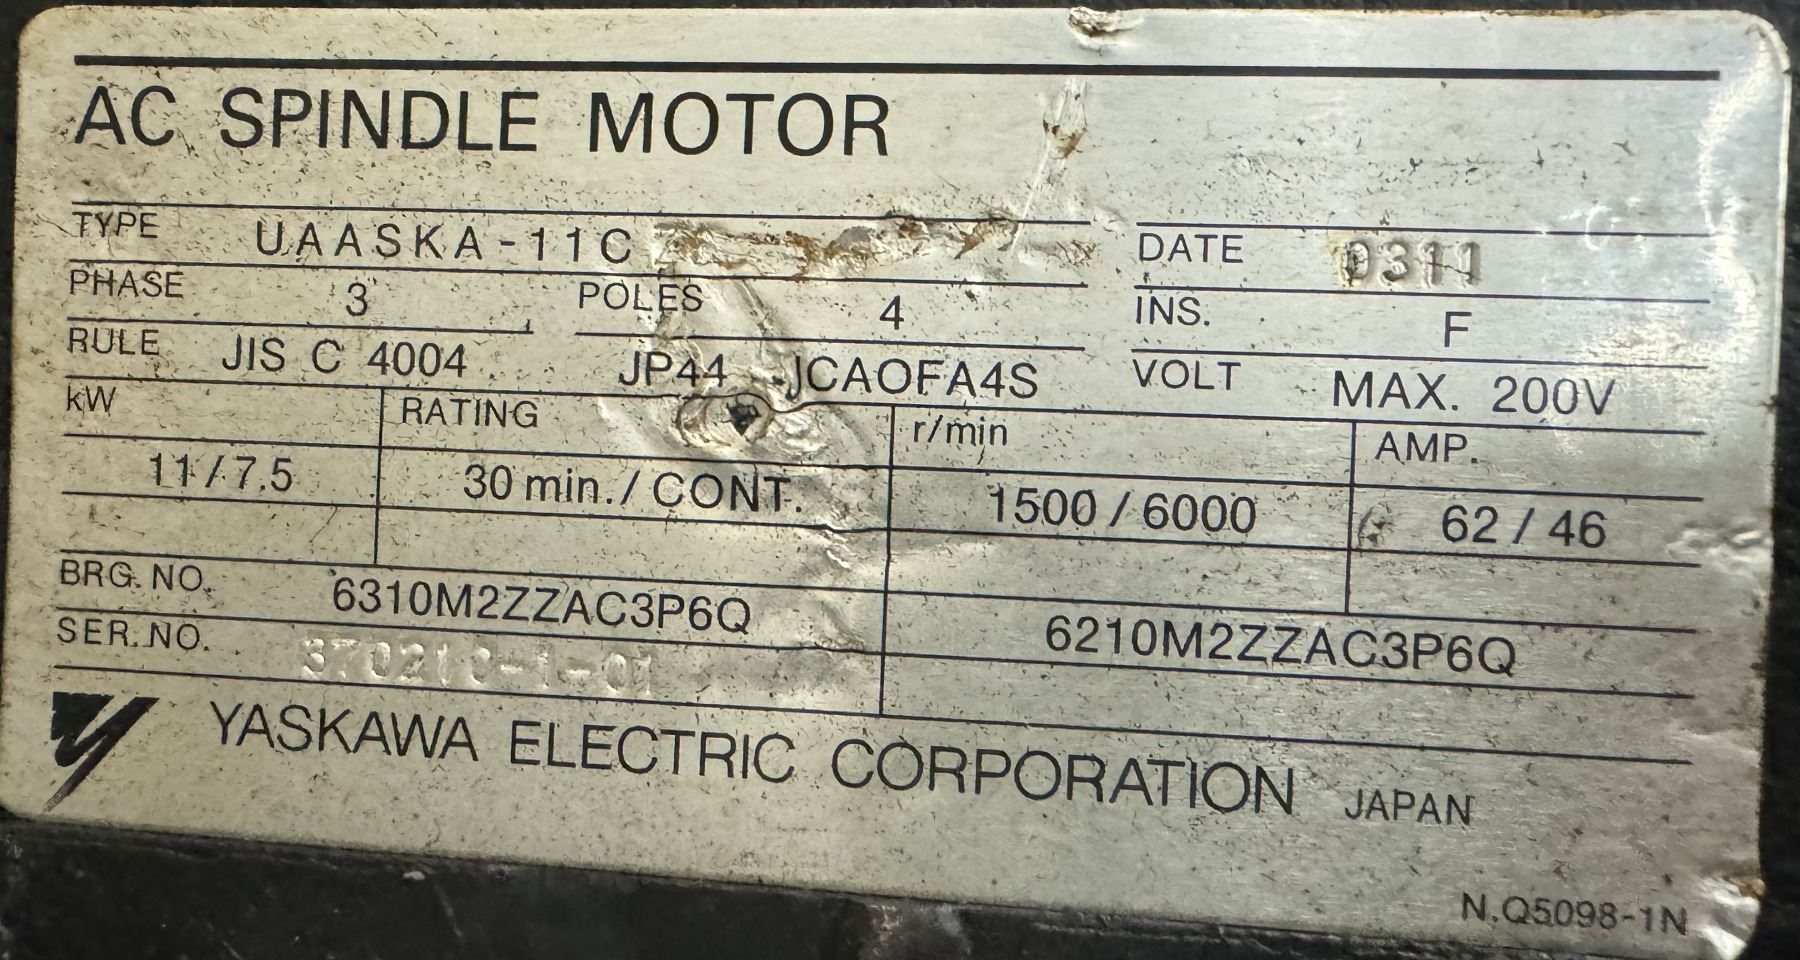 AC SPINDLE MOTOR
TYPE UAASKA-11C
DATE 0311
PHASE 3 POLES 4
INS. F
RULE JIS C 4004 JP44 JCAOFA4S
VOLT MAX. 200V
kW RATING r/min AMP.
11/7.5 30 min./CONT. 1500/6000 62/46
BRG. NO. 6310M2ZZAC3P6Q 6210M2ZZAC3P6Q
SER. NO.
YASKAWA ELECTRIC CORPORATION JAPAN
N.Q5098-1N